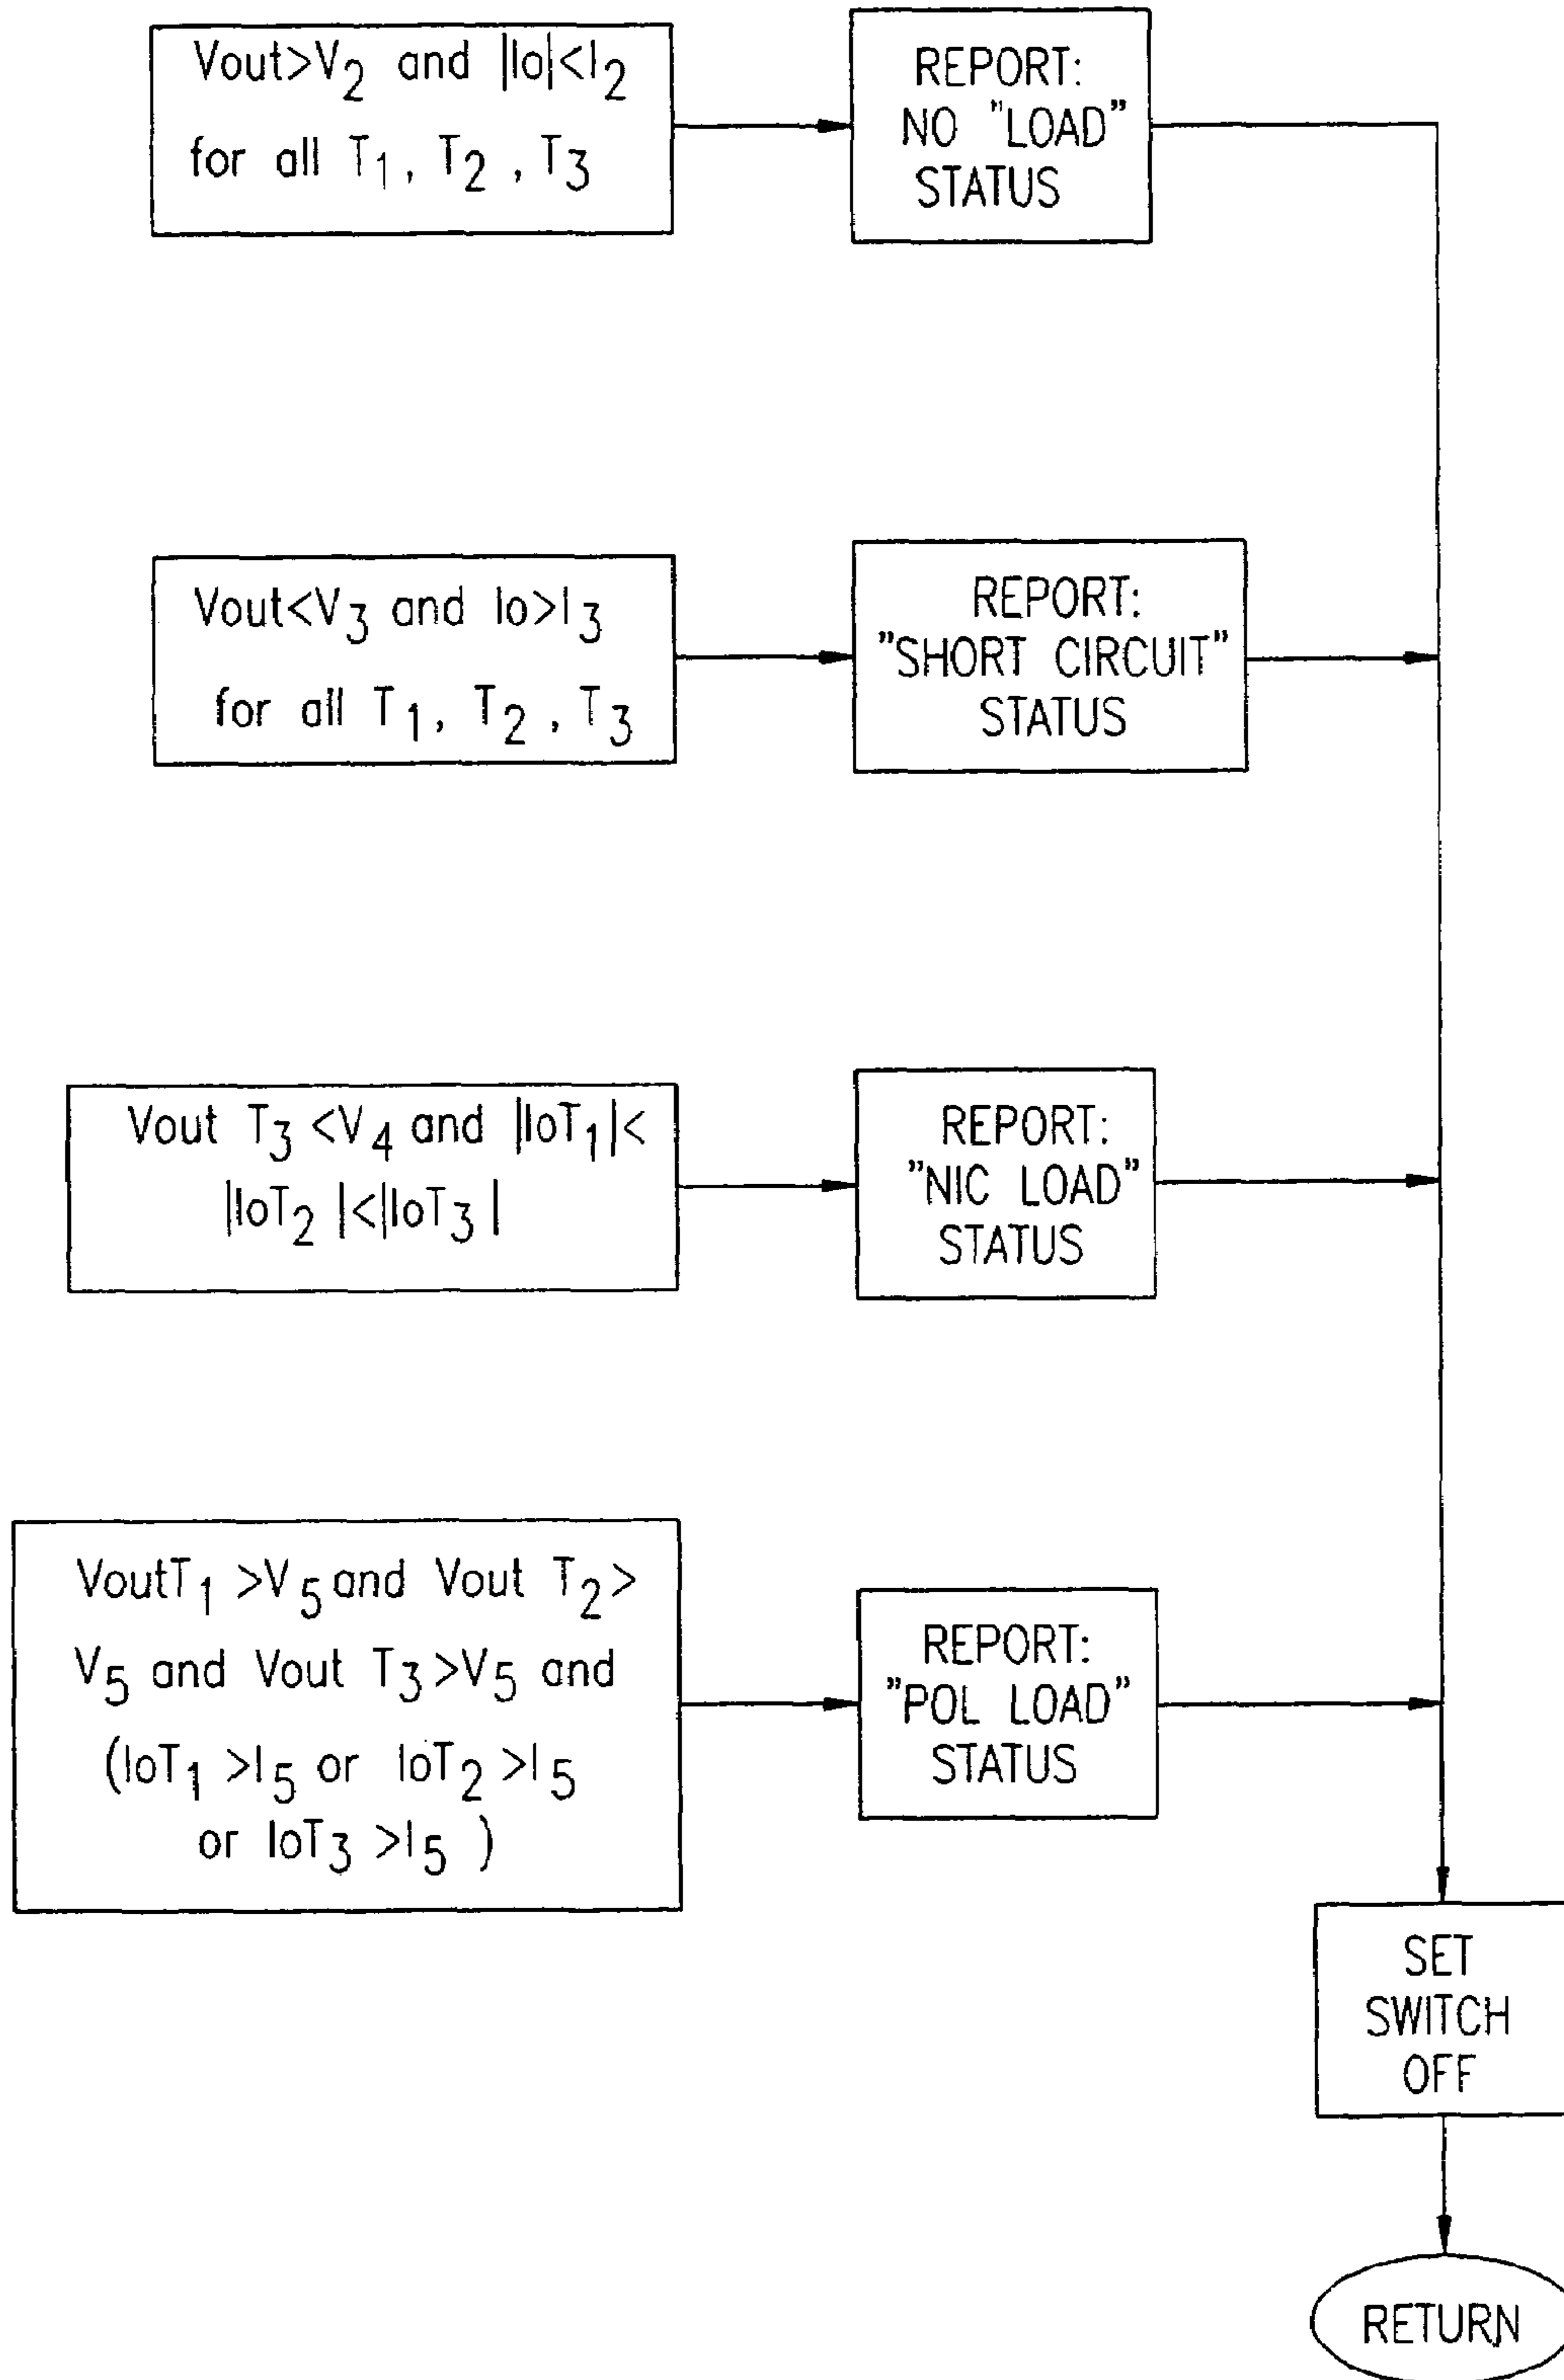 Vout>V₂ and |Io|<I₂
for all T₁, T₂, T₃
REPORT:
NO "LOAD"
STATUS
Vout<V₃ and Io>I₃
for all T₁, T₂, T₃
REPORT:
"SHORT CIRCUIT"
STATUS
Vout T₃ <V₄ and |IoT₁|<
|IoT₂|<|IoT₃|
REPORT:
"NIC LOAD"
STATUS
VoutT₁ >V₅ and Vout T₂>
V₅ and Vout T₃>V₅ and
(IoT₁ >I₅ or IoT₂ >I₅
or IoT₃ >I₅ )
REPORT:
"POL LOAD"
STATUS
SET
SWITCH
OFF
RETURN